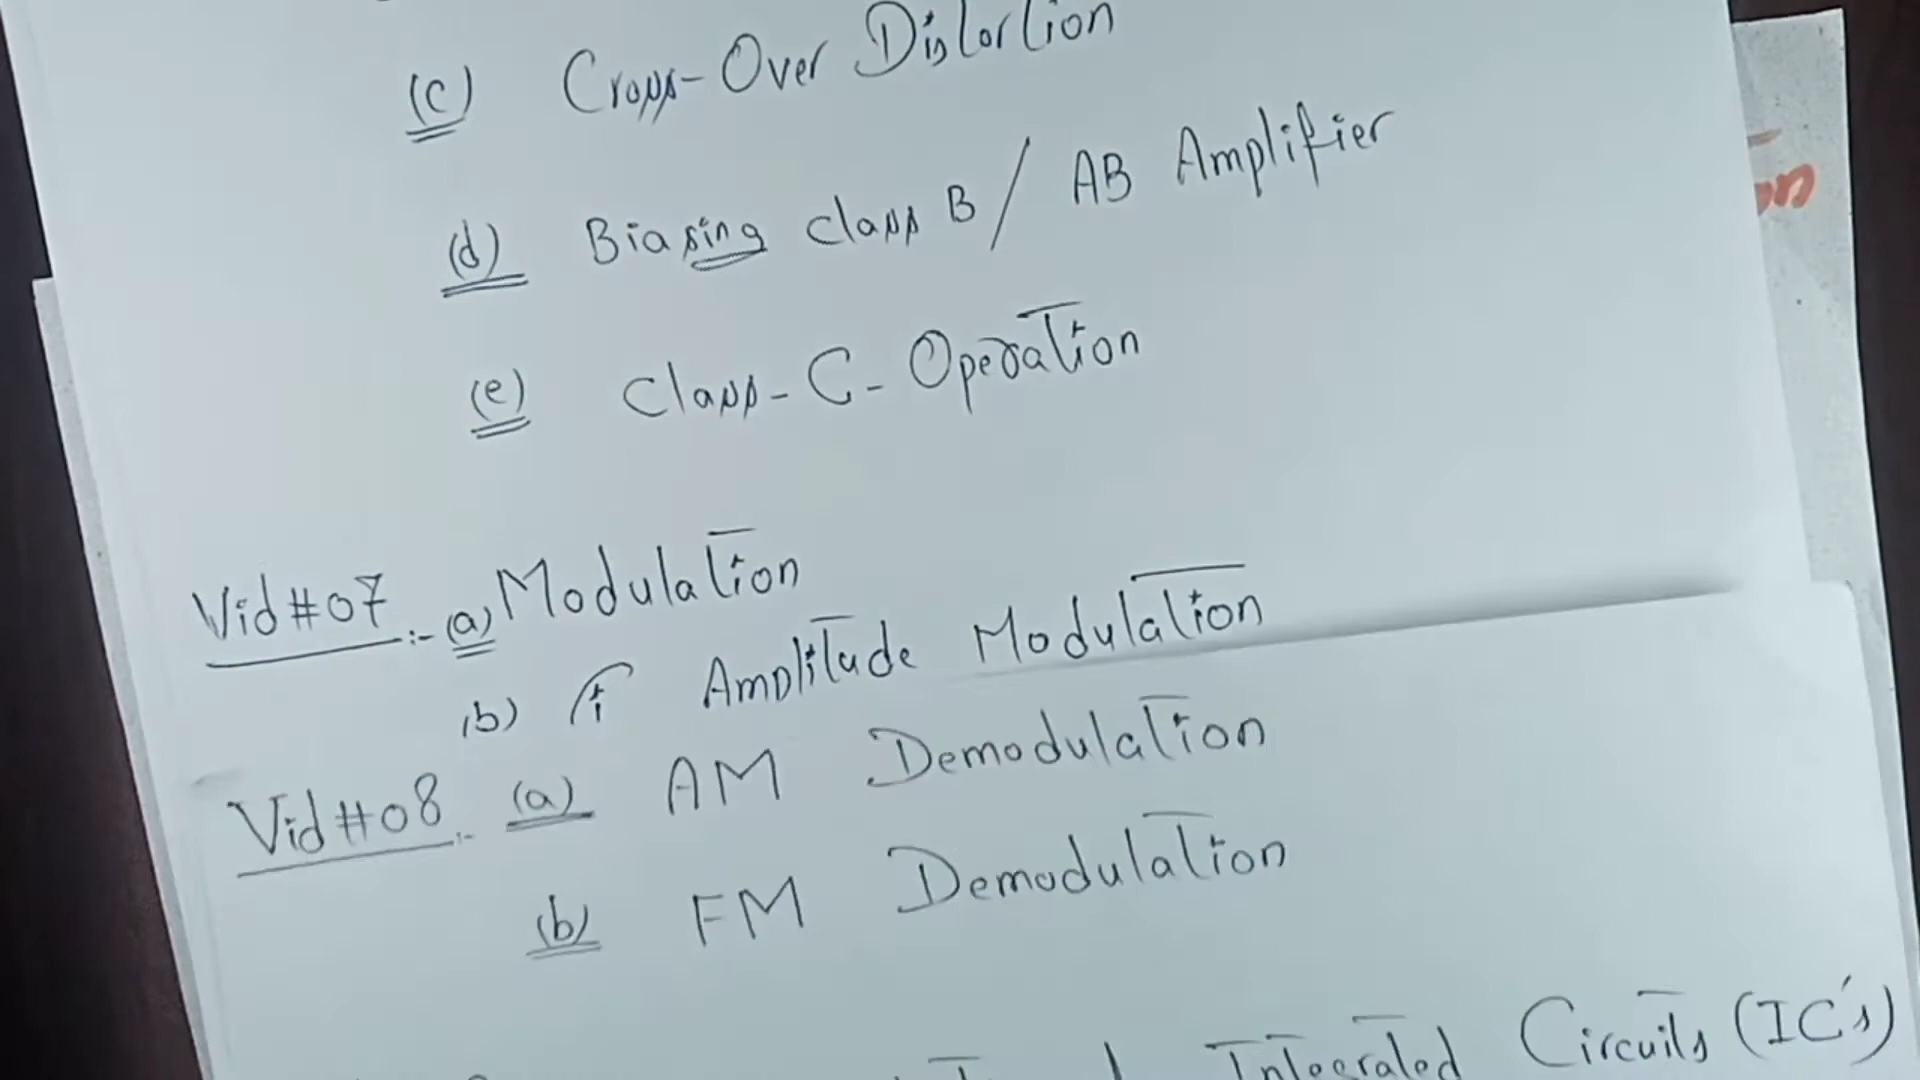 (c) Cross-Over Distortion
(d) Biasing class B / AB Amplifier
(e) Class-C-Operation
Vid#07:- (a) Modulation
(b) Amplitude Modulation
Vid#08:- (a) AM Demodulation
(b) FM Demodulation
Integrated Circuits (IC's)